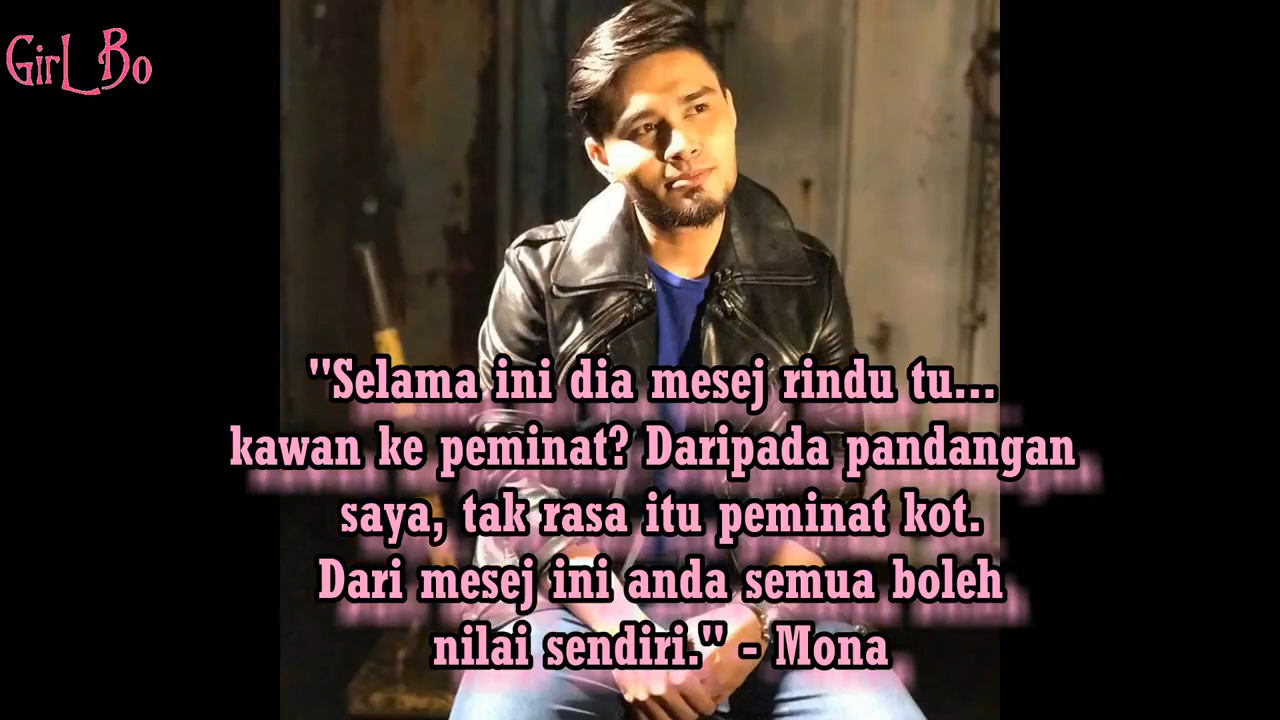 GirL Bo
"Selama ini dia mesej rindu tu...
kawan ke peminat? Daripada pandangan
saya, tak rasa itu peminat kot.
Dari mesej ini anda semua boleh
nilai sendiri." - Mona